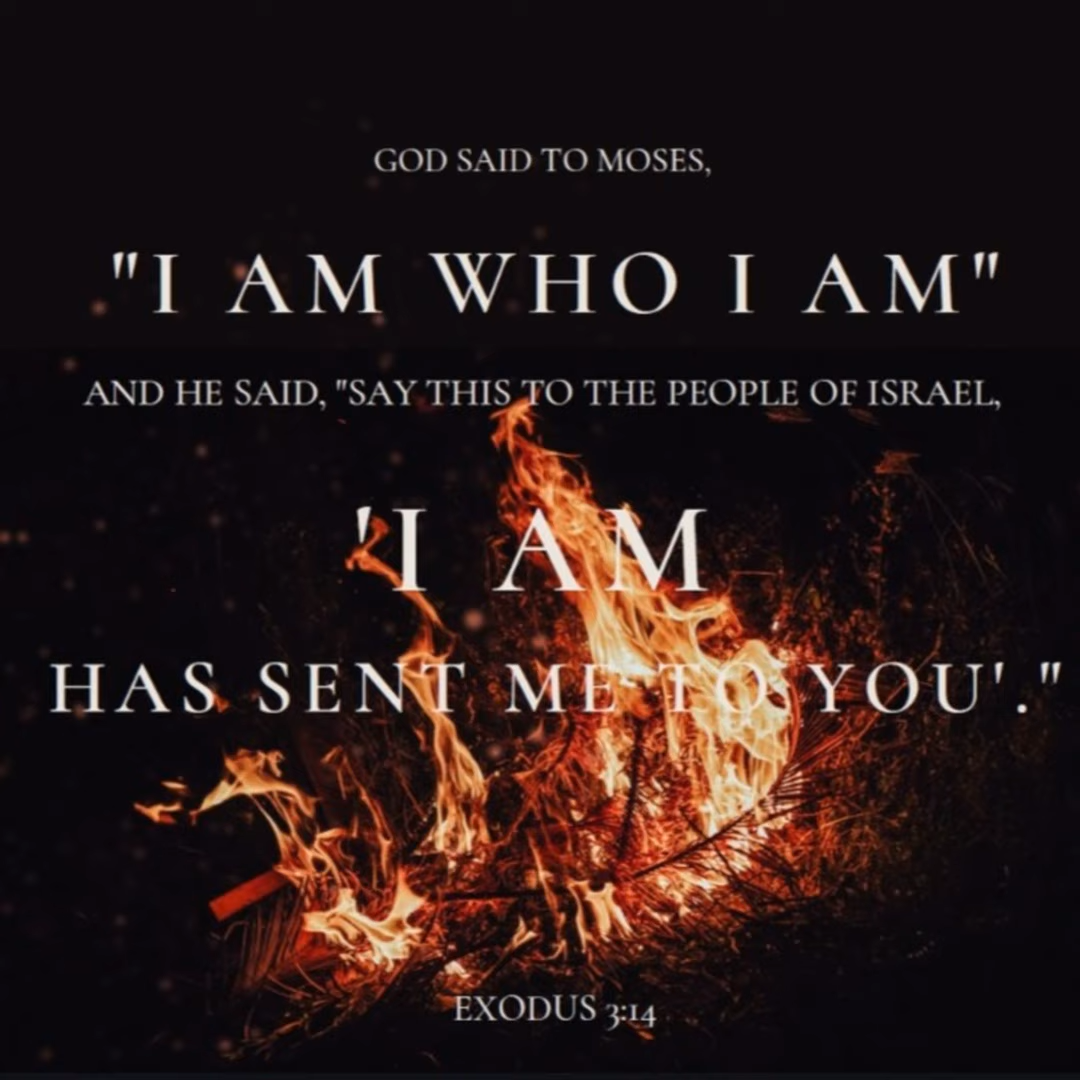 GOD SAID TO MOSES,
"I AM WHO I AM"
AND HE SAID, "SAY THIS TO THE PEOPLE OF ISRAEL,
'I AM
HAS SENT ME TO YOU'."
EXODUS 3:14